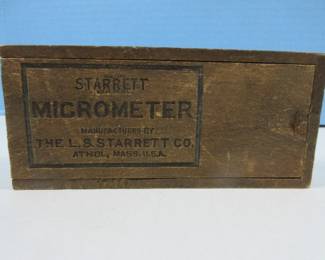 STARRETT
MICROMETER
MANUFACTURED BY
THE L.S. STARRETT CO.
ATHOL, MASS. U.S.A.